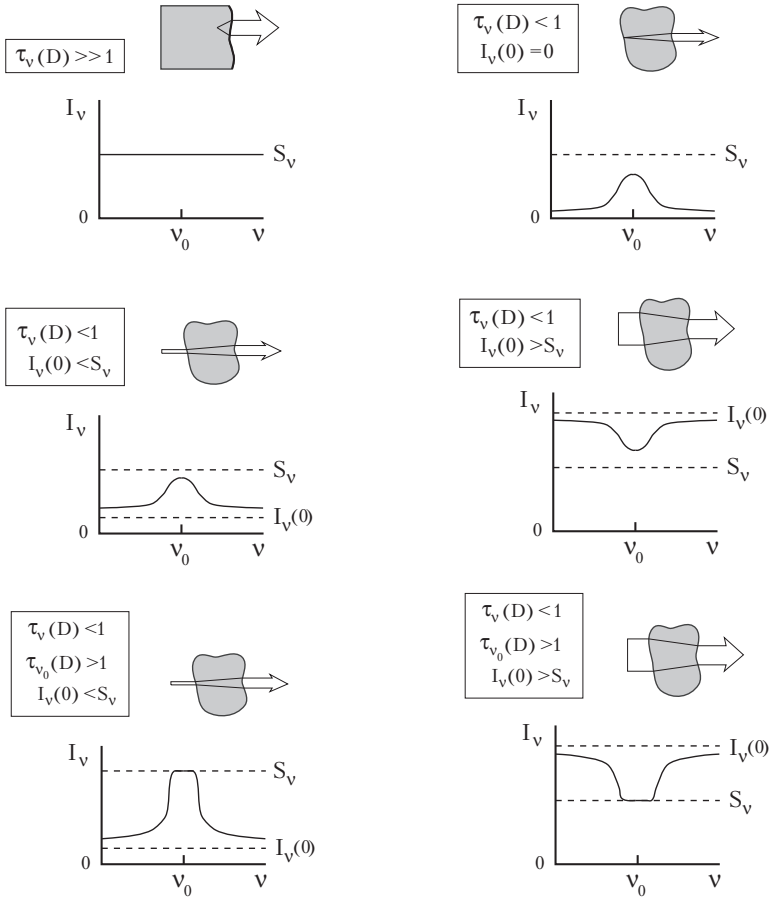 τν(D) >> 1
Iν
Sν
0
ν0
ν
τν(D) < 1
Iν(0) = 0
Iν
Sν
0
ν0
ν
τν(D) < 1
Iν(0) < Sν
Iν
Sν
Iν(0)
0
ν0
ν
τν(D) < 1
Iν(0) > Sν
Iν
Iν(0)
Sν
0
ν0
ν
τν(D) < 1
τν0(D) > 1
Iν(0) < Sν
Iν
Sν
Iν(0)
0
ν0
ν
τν(D) < 1
τν0(D) > 1
Iν(0) > Sν
Iν
Iν(0)
Sν
0
ν0
ν